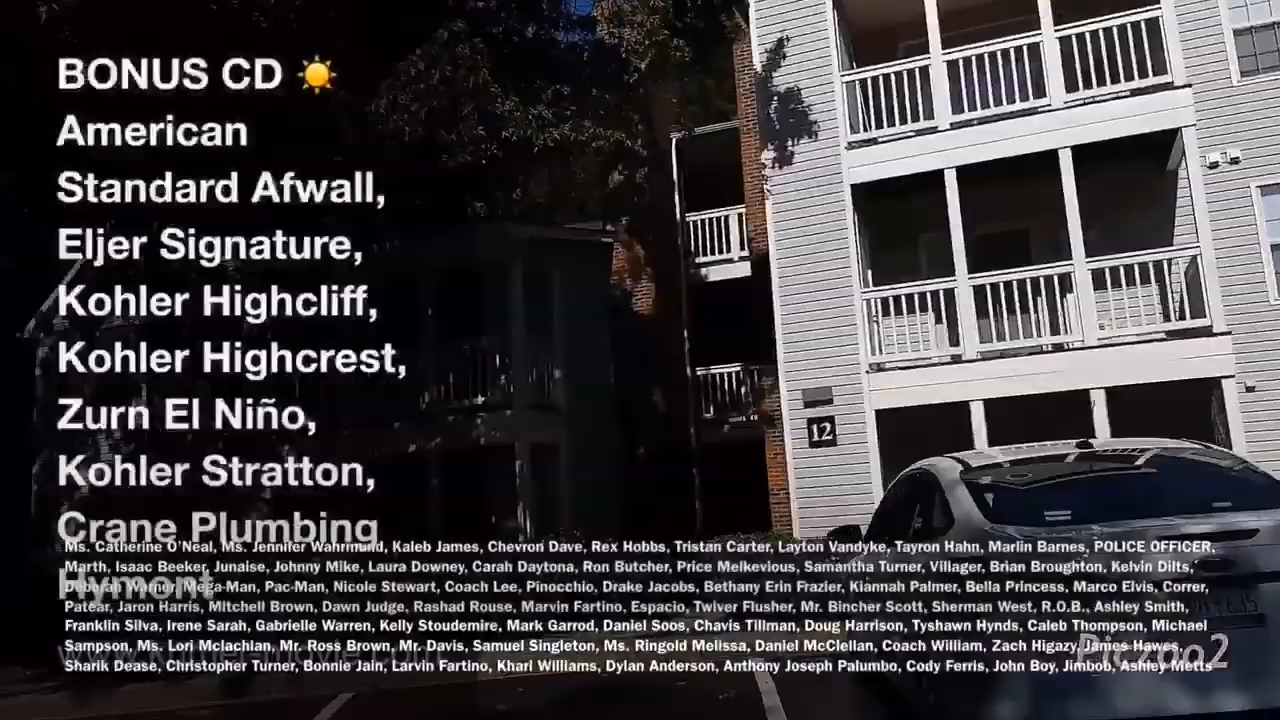 BONUS CD ☀️
American
Standard Afwall,
Eljer Signature,
Kohler Highcliff,
Kohler Highcrest,
Zurn El Niño,
Kohler Stratton,
Crane Plumbing
12
Ms. Catherine O'Neal, Ms. Jennifer Wahrmund, Kaleb James, Chevron Dave, Rex Hobbs, Tristan Carter, Layton Vandyke, Tayron Hahn, Marlin Barnes, POLICE OFFICER,
Marth, Isaac Beeker, Junaise, Johnny Mike, Laura Downey, Carah Daytona, Ron Butcher, Price Melkevious, Samantha Turner, Villager, Brian Broughton, Kelvin Dilts,
Deborah Warner, Mega-Man, Pac-Man, Nicole Stewart, Coach Lee, Pinocchio, Drake Jacobs, Bethany Erin Frazier, Kiannah Palmer, Bella Princess, Marco Elvis, Correr,
Patear, Jaron Harris, Mitchell Brown, Dawn Judge, Rashad Rouse, Marvin Fartino, Espacio, Twiver Flusher, Mr. Bincher Scott, Sherman West, R.O.B., Ashley Smith,
Franklin Silva, Irene Sarah, Gabrielle Warren, Kelly Stoudemire, Mark Garrod, Daniel Soos, Chavis Tillman, Doug Harrison, Tyshawn Hynds, Caleb Thompson, Michael
Sampson, Ms. Lori Mclachlan, Mr. Ross Brown, Mr. Davis, Samuel Singleton, Ms. Ringold Melissa, Daniel McClellan, Coach William, Zach Higazy, James Hawes,
Sharik Dease, Christopher Turner, Bonnie Jain, Larvin Fartino, Kharl Williams, Dylan Anderson, Anthony Joseph Palumbo, Cody Ferris, John Boy, Jimbob, Ashley Metts